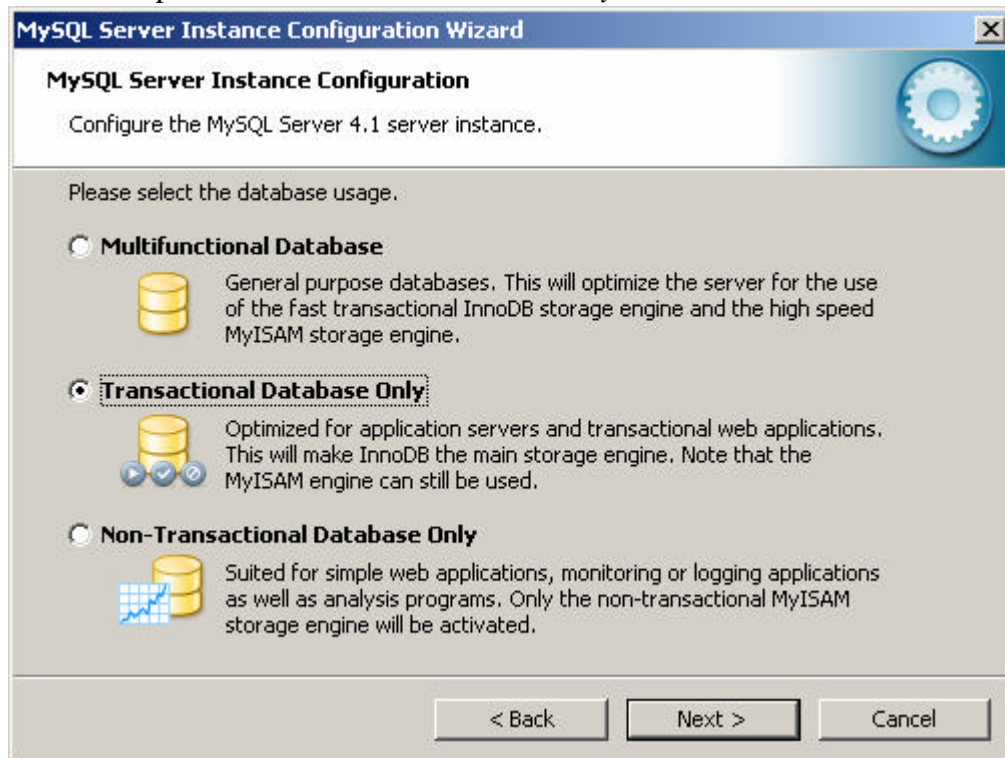 MySQL Server Instance Configuration Wizard
MySQL Server Instance Configuration
Configure the MySQL Server 4.1 server instance.
Please select the database usage.
Multifunctional Database
General purpose databases. This will optimize the server for the use
of the fast transactional InnoDB storage engine and the high speed
MyISAM storage engine.
Transactional Database Only
Optimized for application servers and transactional web applications.
This will make InnoDB the main storage engine. Note that the
MyISAM engine can still be used.
Non-Transactional Database Only
Suited for simple web applications, monitoring or logging applications
as well as analysis programs. Only the non-transactional MyISAM
storage engine will be activated.
< Back Next > Cancel